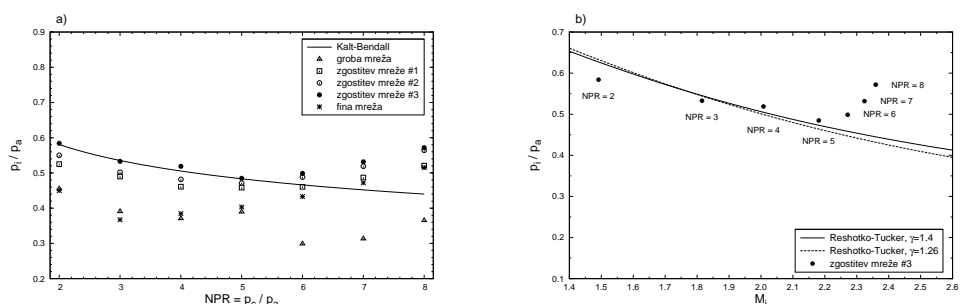 a)
0.9
0.8
0.7
0.6
0.5
0.4
0.3
0.2
p_i / p_a
2
3
4
5
6
7
8
NPR = p_c / p_a
Kalt-Bendall
groba mreža
zgostitev mreže #1
zgostitev mreže #2
zgostitev mreže #3
fina mreža
b)
0.7
0.6
0.5
0.4
0.3
0.2
p_i / p_a
1.4
1.5
1.6
1.7
1.8
1.9
2.0
2.1
2.2
2.3
2.4
2.5
2.6
M_i
NPR = 2
NPR = 3
NPR = 4
NPR = 5
NPR = 6
NPR = 7
NPR = 8
Reshotko-Tucker, γ=1.4
Reshotko-Tucker, γ=1.26
zgostitev mreže #3